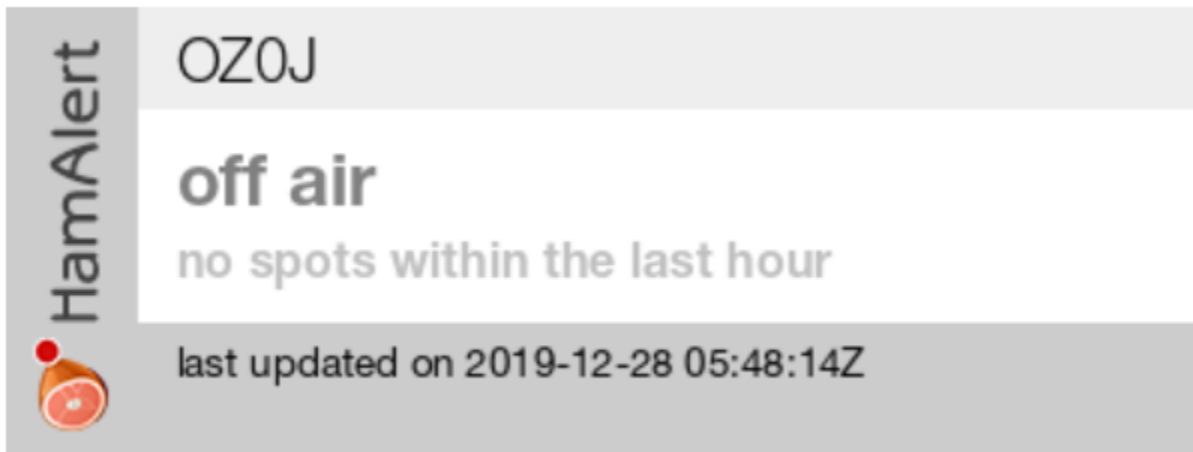 HamAlert
OZ0J
off air
no spots within the last hour
last updated on 2019-12-28 05:48:14Z